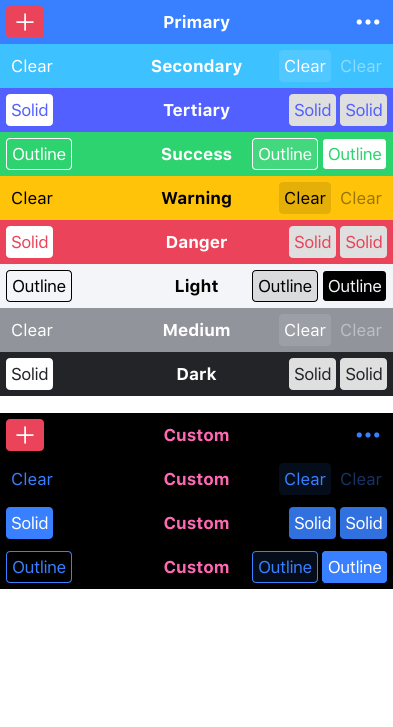 Primary
Clear Secondary Clear Clear
Solid Tertiary Solid Solid
Outline Success Outline Outline
Clear Warning Clear Clear
Solid Danger Solid Solid
Outline Light Outline Outline
Clear Medium Clear Clear
Solid Dark Solid Solid
Custom
Clear Custom Clear Clear
Solid Custom Solid Solid
Outline Custom Outline Outline